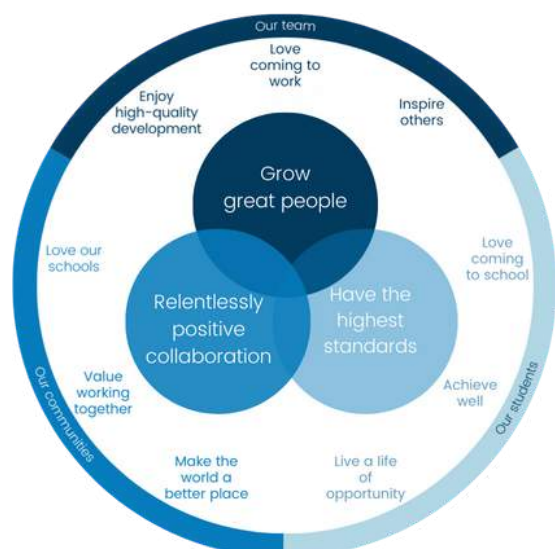 Our team
Love
coming to
work
Enjoy
high-quality
development
Inspire
others
Grow
great people
Love our
schools
Love
coming
to school
Relentlessly
positive
collaboration
Have the
highest
standards
Value
working
together
Achieve
well
Our communities
Our students
Make the
world a
better place
Live a life
of
opportunity